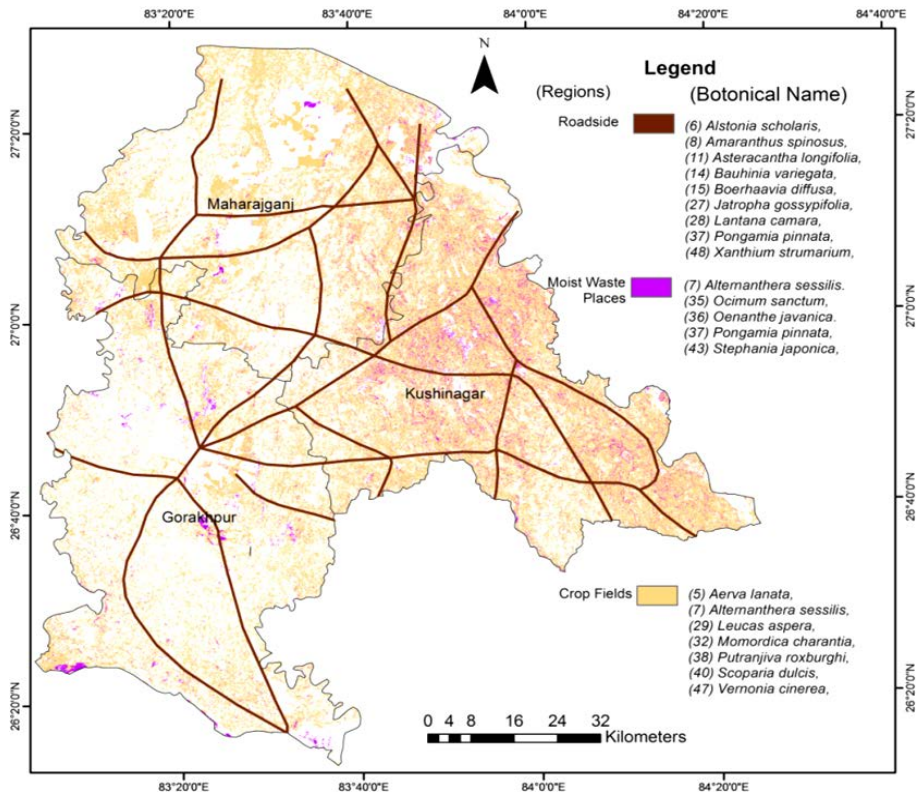 83°20'0"E 83°40'0"E 84°0'0"E 84°20'0"E 84°40'0"E
N
Legend
(Regions) (Botonical Name)
Roadside
(6) Alstonia scholaris,
(8) Amaranthus spinosus,
(11) Asteracantha longifolia,
(14) Bauhinia variegata,
(15) Boerhaavia diffusa,
(27) Jatropha gossypifolia,
(28) Lantana camara,
(37) Pongamia pinnata,
(48) Xanthium strumarium,
Moist Waste
Places
(7) Alternanthera sessilis.
(35) Ocimum sanctum,
(36) Oenanthe javanica.
(37) Pongamia pinnata,
(43) Stephania japonica,
Crop Fields
(5) Aerva lanata,
(7) Alternanthera sessilis,
(29) Leucas aspera,
(32) Momordica charantia,
(38) Putranjiva roxburghi,
(40) Scoparia dulcis,
(47) Vernonia cinerea,
Maharajganj
Kushinagar
Gorakhpur
27°20'0"N
27°0'0"N
26°40'0"N
26°20'0"N
27°20'0"N
27°0'0"N
26°40'0"N
26°20'0"N
0 4 8 16 24 32
Kilometers
83°20'0"E 83°40'0"E 84°0'0"E 84°20'0"E